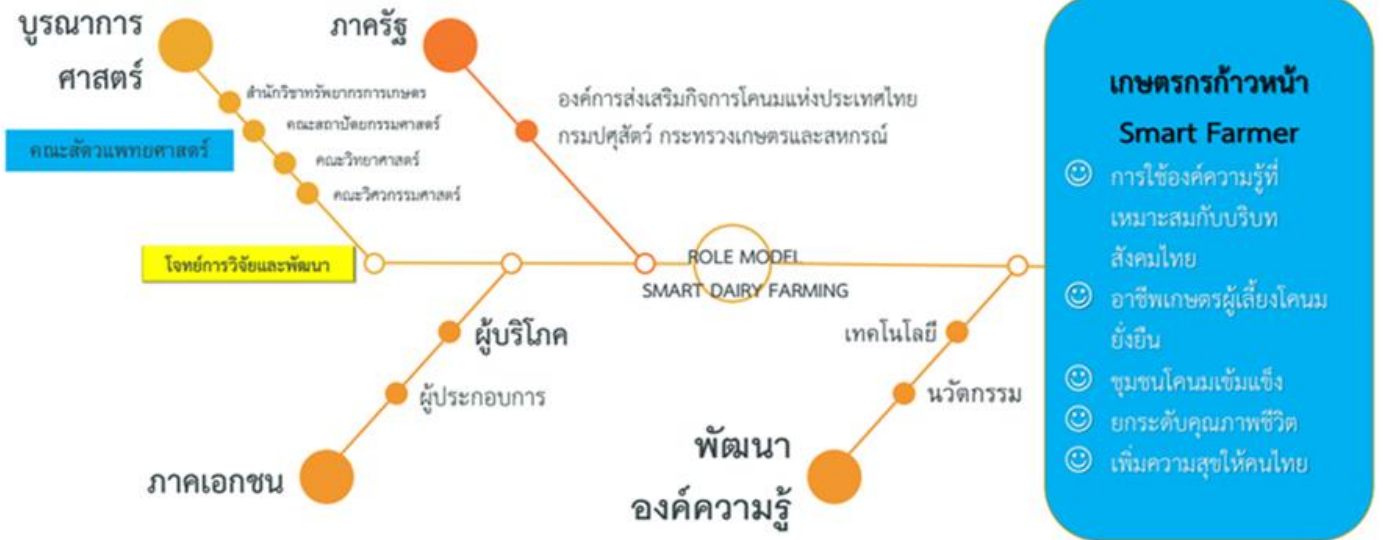 บูรณาการ
ศาสตร์
สำนักวิชาทรัพยากรการเกษตร
คณะสถาปัตยกรรมศาสตร์
คณะสัตวแพทยศาสตร์
คณะวิทยาศาสตร์
คณะวิศวกรรมศาสตร์
ภาครัฐ
องค์การส่งเสริมกิจการโคนมแห่งประเทศไทย
กรมปศุสัตว์ กระทรวงเกษตรและสหกรณ์
โจทย์การวิจัยและพัฒนา
ROLE MODEL
SMART DAIRY FARMING
ผู้บริโภค
ผู้ประกอบการ
ภาคเอกชน
เทคโนโลยี
นวัตกรรม
พัฒนา
องค์ความรู้
เกษตรกรก้าวหน้า
Smart Farmer
การใช้องค์ความรู้ที่
เหมาะสมกับบริบท
สังคมไทย
อาชีพเกษตรผู้เลี้ยงโคนม
ยั่งยืน
ชุมชนโคนมเข้มแข็ง
ยกระดับคุณภาพชีวิต
เพิ่มความสุขให้คนไทย